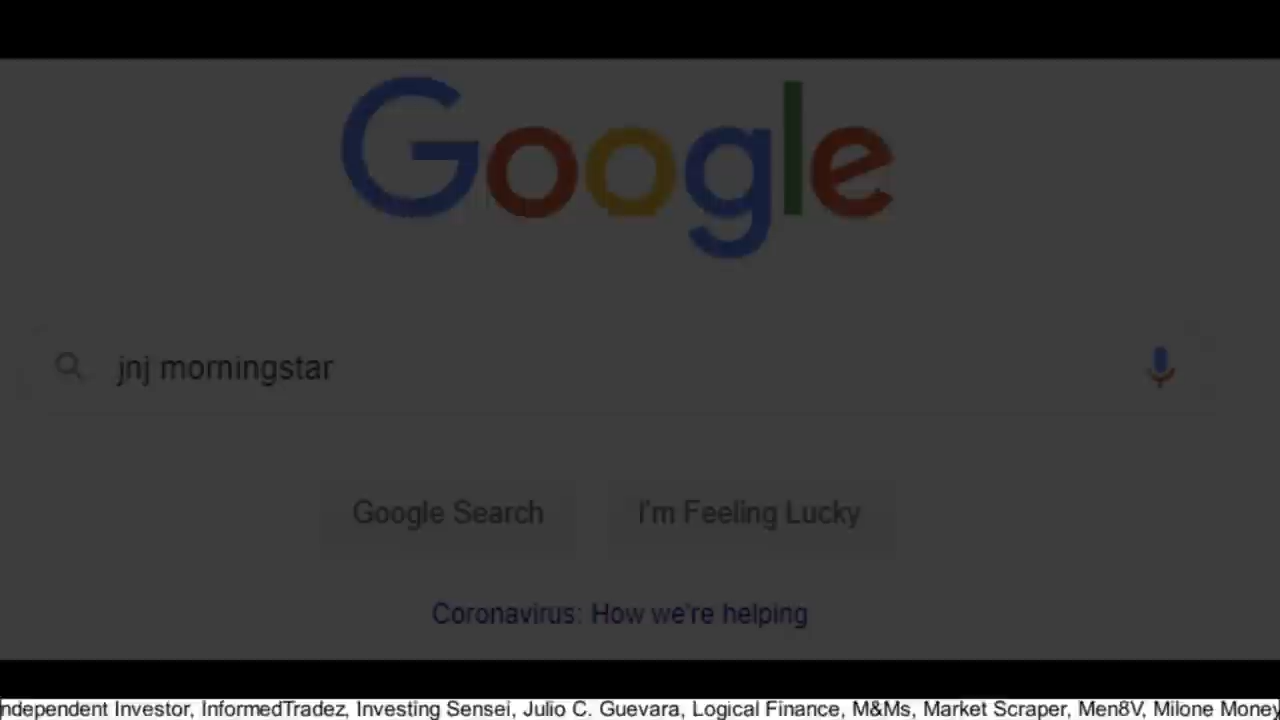 Google
jnj morningstar
Google Search
I'm Feeling Lucky
Coronavirus: How we're helping
ndependent Investor, InformedTradez, Investing Sensei, Julio C. Guevara, Logical Finance, M&Ms, Market Scraper, Men8V, Milone Money